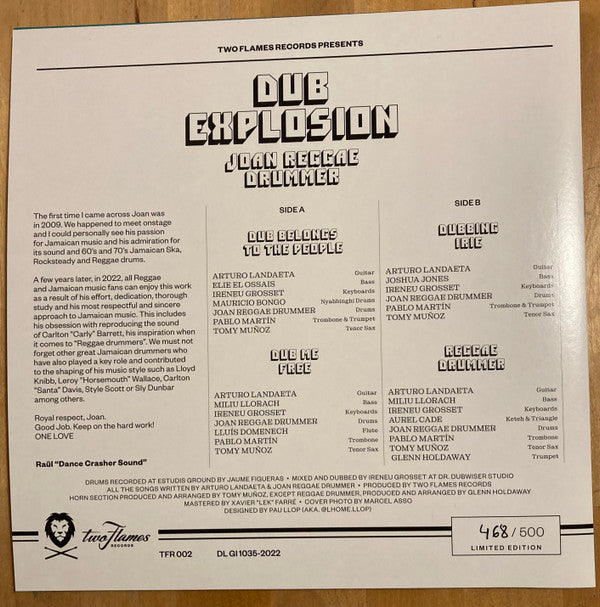 TWO FLAMES RECORDS PRESENTS
DUB
EXPLOSION
JOAN REGGAE
DRUMMER
The first time I came across Joan was
in 2009. We happened to meet onstage
and I could personally see his passion
for Jamaican music and his admiration for
its sound and 60's and 70's Jamaican Ska,
Rocksteady and Reggae drums.
A few years later, in 2022, all Reggae
and Jamaican music fans can enjoy this work
as a result of his effort, dedication, thorough
study and his most respectful and sincere
approach to Jamaican music. This includes
his obsession with reproducing the sound
of Carlton "Carly" Barrett, his inspiration when
it comes to "Reggae drummers". We must not
forget other great Jamaican drummers who
have also played a key role and contributed
to the shaping of his music style such as Lloyd
Knibb, Leroy "Horsemouth" Wallace, Carlton
"Santa" Davis, Style Scott or Sly Dunbar
among others.
Royal respect, Joan.
Good Job. Keep on the hard work!
ONE LOVE
Raül "Dance Crasher Sound"
SIDE A
DUB BELONGS
TO THE PEOPLE
ARTURO LANDAETA Guitar
ELIE EL OSSAIS Bass
IRENEU GROSSET Keyboards
MAURICIO BONGO Nyabhinghi Drums
JOAN REGGAE DRUMMER Drums
PABLO MARTÍN Trombone & Trumpet
TOMY MUÑOZ Tenor Sax
DUB ME
FREE
ARTURO LANDAETA Guitar
MILIU LLORACH Bass
IRENEU GROSSET Keyboards
JOAN REGGAE DRUMMER Drums
LLUÍS DOMENECH Flute
PABLO MARTÍN Trombone
TOMY MUÑOZ Tenor Sax
SIDE B
DUBBING
IRIE
ARTURO LANDAETA Guitar
JOSHUA JONES Bass
IRENEU GROSSET Keyboards
JOAN REGGAE DRUMMER Drums
PABLO MARTÍN Trombone & Trumpet
TOMY MUÑOZ Tenor Sax
REGGAE
DRUMMER
ARTURO LANDAETA Guitar
MILIU LLORACH Bass
IRENEU GROSSET Keyboards
AUREL CADE Keteh & Triangle
JOAN REGGAE DRUMMER Drums
PABLO MARTÍN Trombone
TOMY MUÑOZ Tenor Sax
GLENN HOLDAWAY Trumpet
DRUMS RECORDED AT ESTUDIS GROUND BY JAUME FIGUERAS • MIXED AND DUBBED BY IRENEU GROSSET AT DR. DUBWISER STUDIO
ALL THE SONGS WRITTEN BY ARTURO LANDAETA & JOAN REGGAE DRUMMER • PRODUCED BY TWO FLAMES RECORDS
HORN SECTION PRODUCED AND ARRANGED BY TOMY MUÑOZ, EXCEPT REGGAE DRUMMER, PRODUCED AND ARRANGED BY GLENN HOLDAWAY
MASTERED BY XAVIER "LEK" FARRÉ • COVER PHOTO BY MARCEL ASSO
DESIGNED BY PAU LLOP (AKA. @LHOME.LLOP)
two Flames
RECORDS
TFR 002 DL GI 1035-2022
468 / 500
LIMITED EDITION